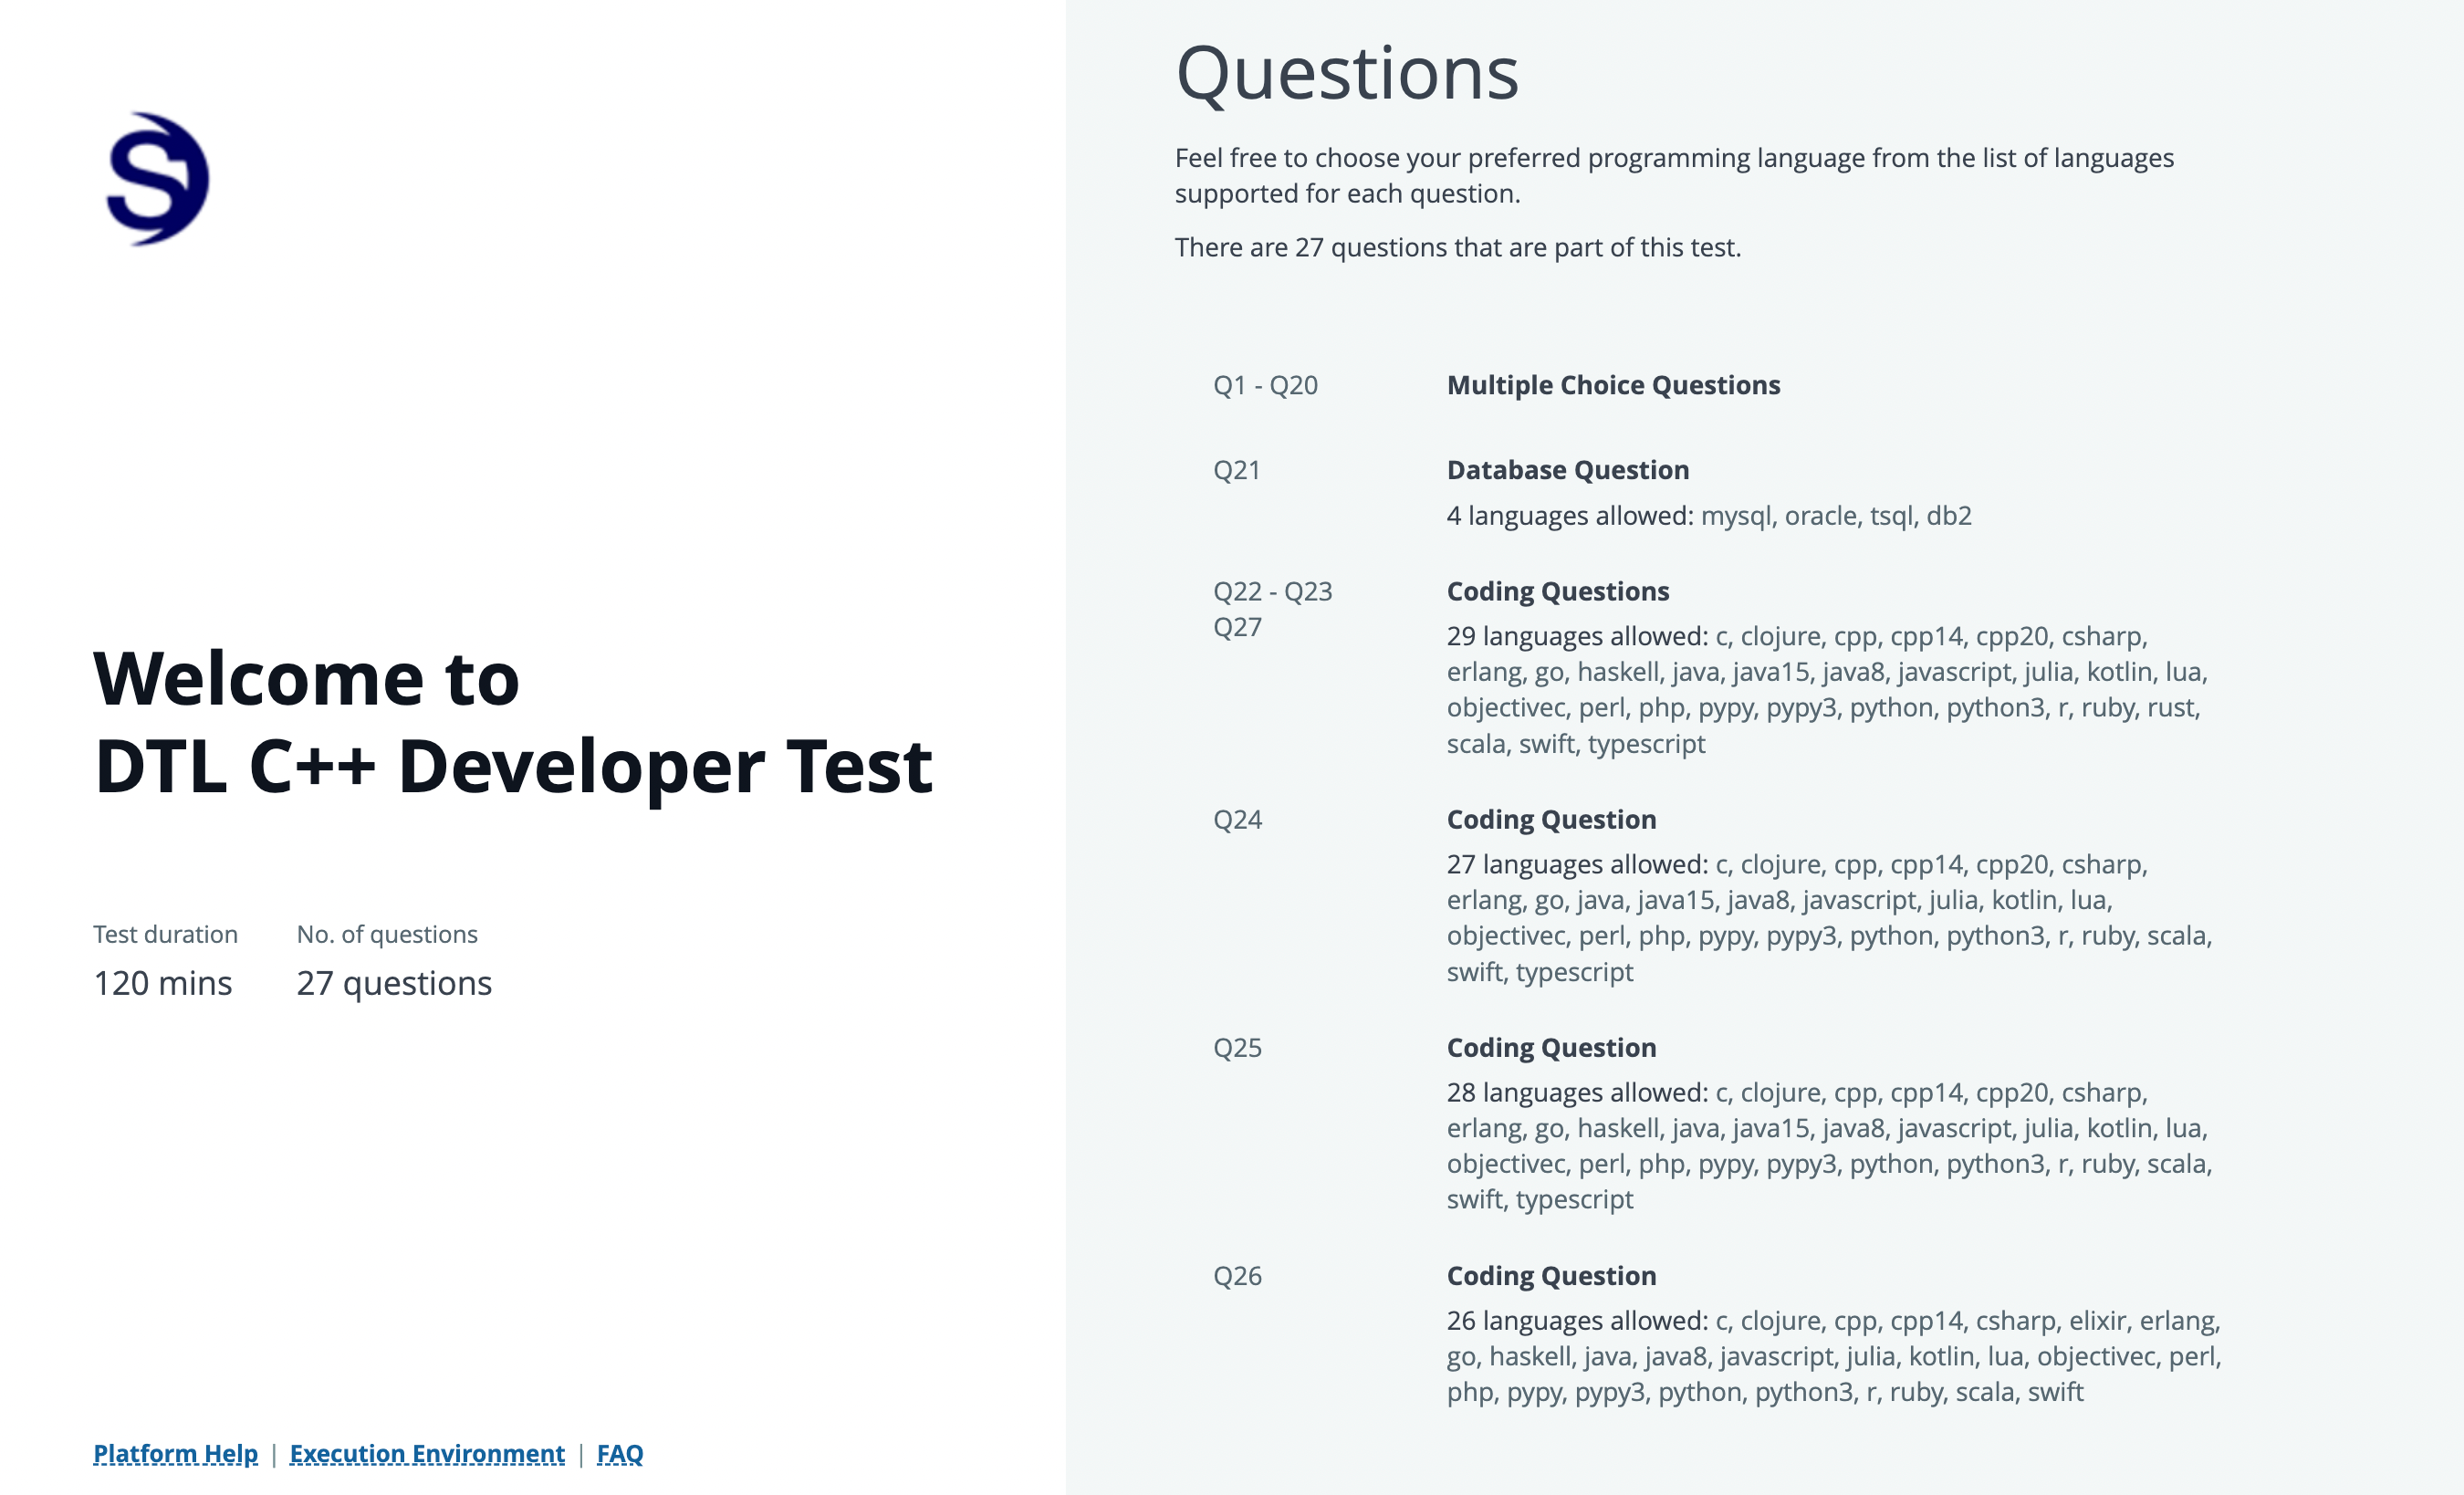 S
Welcome to
DTL C++ Developer Test
Test duration
No. of questions
120 mins
27 questions
Platform Help | Execution Environment | FAQ
Questions
Feel free to choose your preferred programming language from the list of languages
supported for each question.
There are 27 questions that are part of this test.
Q1 - Q20
Multiple Choice Questions
Q21
Database Question
4 languages allowed: mysql, oracle, tsql, db2
Q22 - Q23
Q27
Coding Questions
29 languages allowed: c, clojure, cpp, cpp14, cpp20, csharp,
erlang, go, haskell, java, java15, java8, javascript, julia, kotlin, lua,
objectivec, perl, php, pypy, pypy3, python, python3, r, ruby, rust,
scala, swift, typescript
Q24
Coding Question
27 languages allowed: c, clojure, cpp, cpp14, cpp20, csharp,
erlang, go, java, java15, java8, javascript, julia, kotlin, lua,
objectivec, perl, php, pypy, pypy3, python, python3, r, ruby, scala,
swift, typescript
Q25
Coding Question
28 languages allowed: c, clojure, cpp, cpp14, cpp20, csharp,
erlang, go, haskell, java, java15, java8, javascript, julia, kotlin, lua,
objectivec, perl, php, pypy, pypy3, python, python3, r, ruby, scala,
swift, typescript
Q26
Coding Question
26 languages allowed: c, clojure, cpp, cpp14, csharp, elixir, erlang,
go, haskell, java, java8, javascript, julia, kotlin, lua, objectivec, perl,
php, pypy, pypy3, python, python3, r, ruby, scala, swift